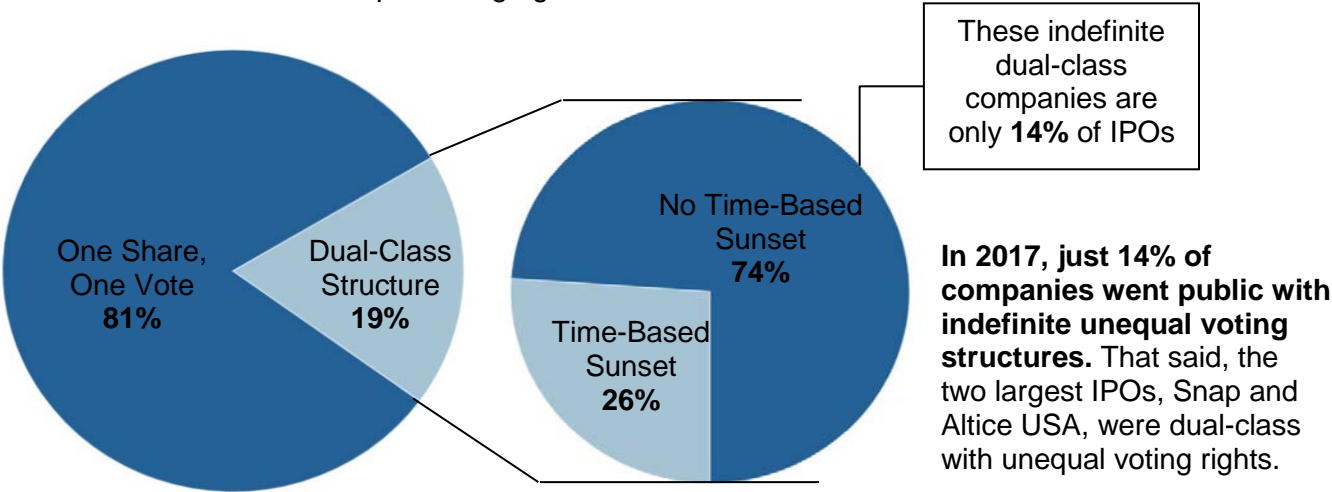 These indefinite
dual-class
companies are
only 14% of IPOs
One Share,
One Vote
81%
Dual-Class
Structure
19%
No Time-Based
Sunset
74%
Time-Based
Sunset
26%
In 2017, just 14% of
companies went public with
indefinite unequal voting
structures. That said, the
two largest IPOs, Snap and
Altice USA, were dual-class
with unequal voting rights.